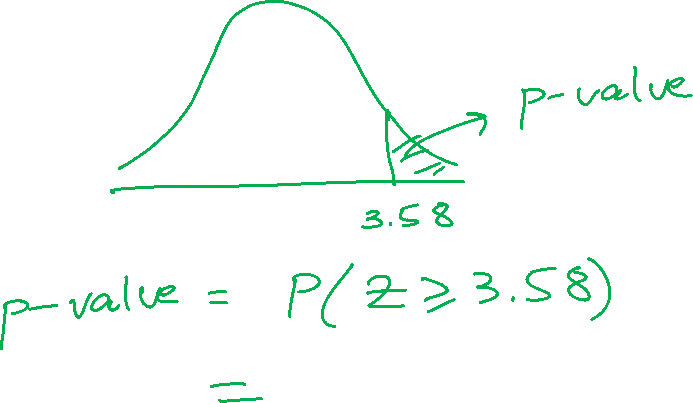 p-value
3.58
p-value = P(Z ≥ 3.58)
=